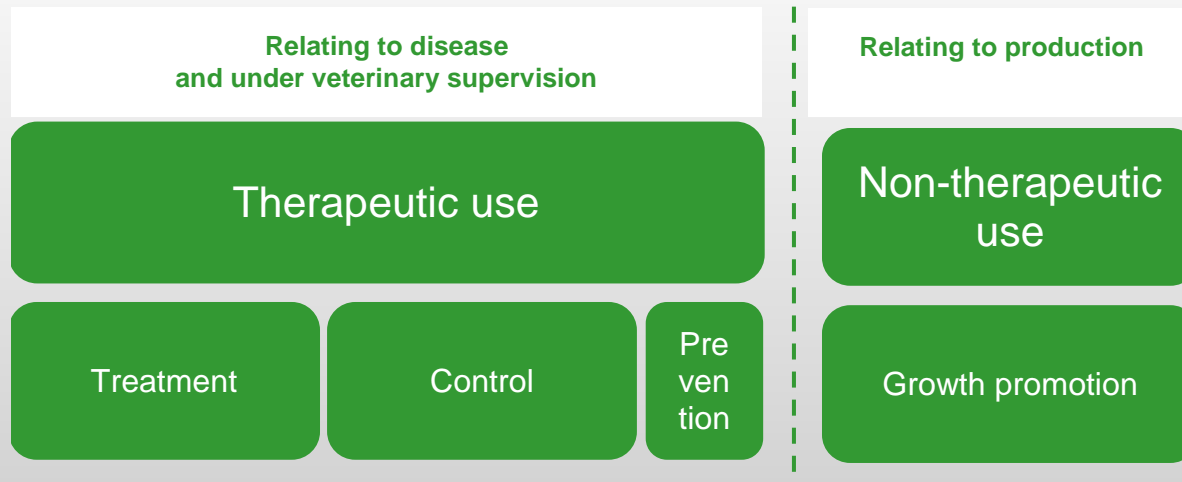 Relating to disease
and under veterinary supervision
Relating to production
Therapeutic use
Non-therapeutic
use
Treatment
Control
Pre
ven
tion
Growth promotion